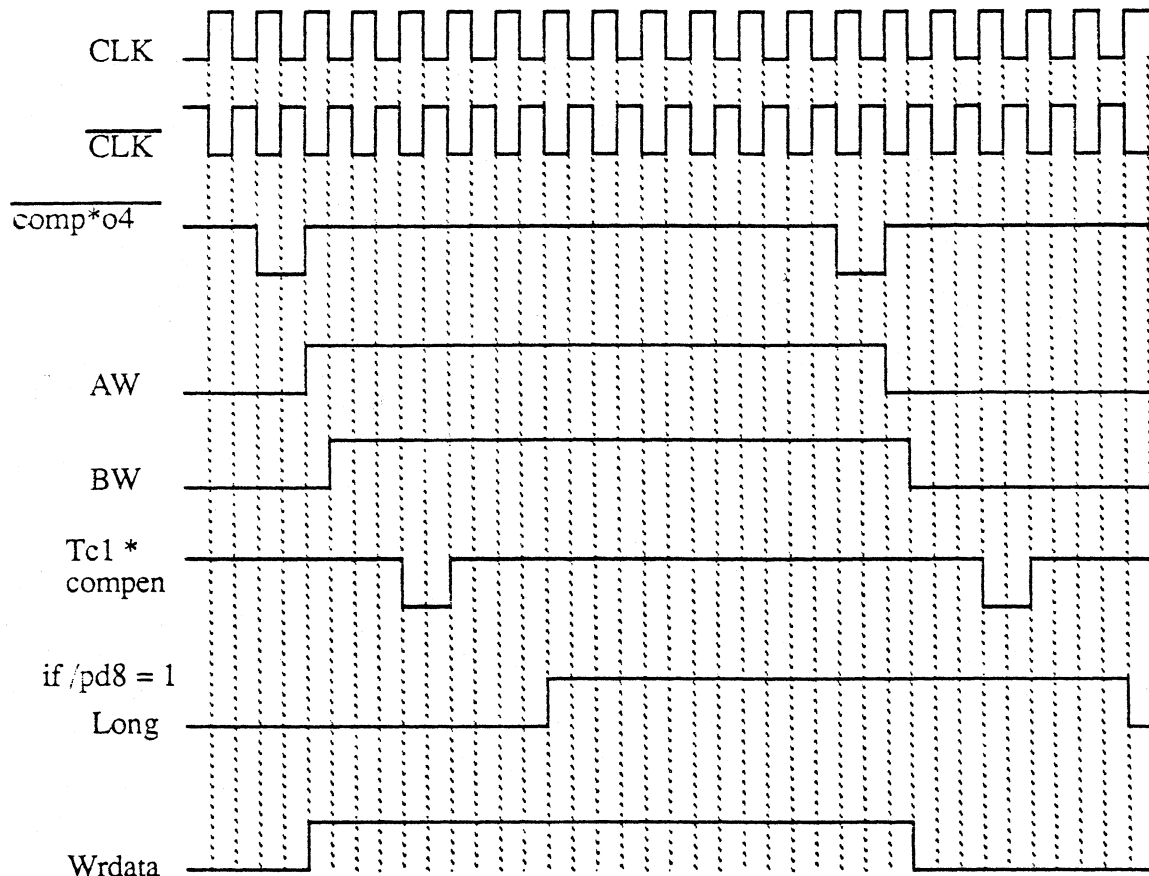 CLK
CLK
comp*o4
AW
BW
Tc1 *
compen
if /pd8 = 1
Long
Wrdata